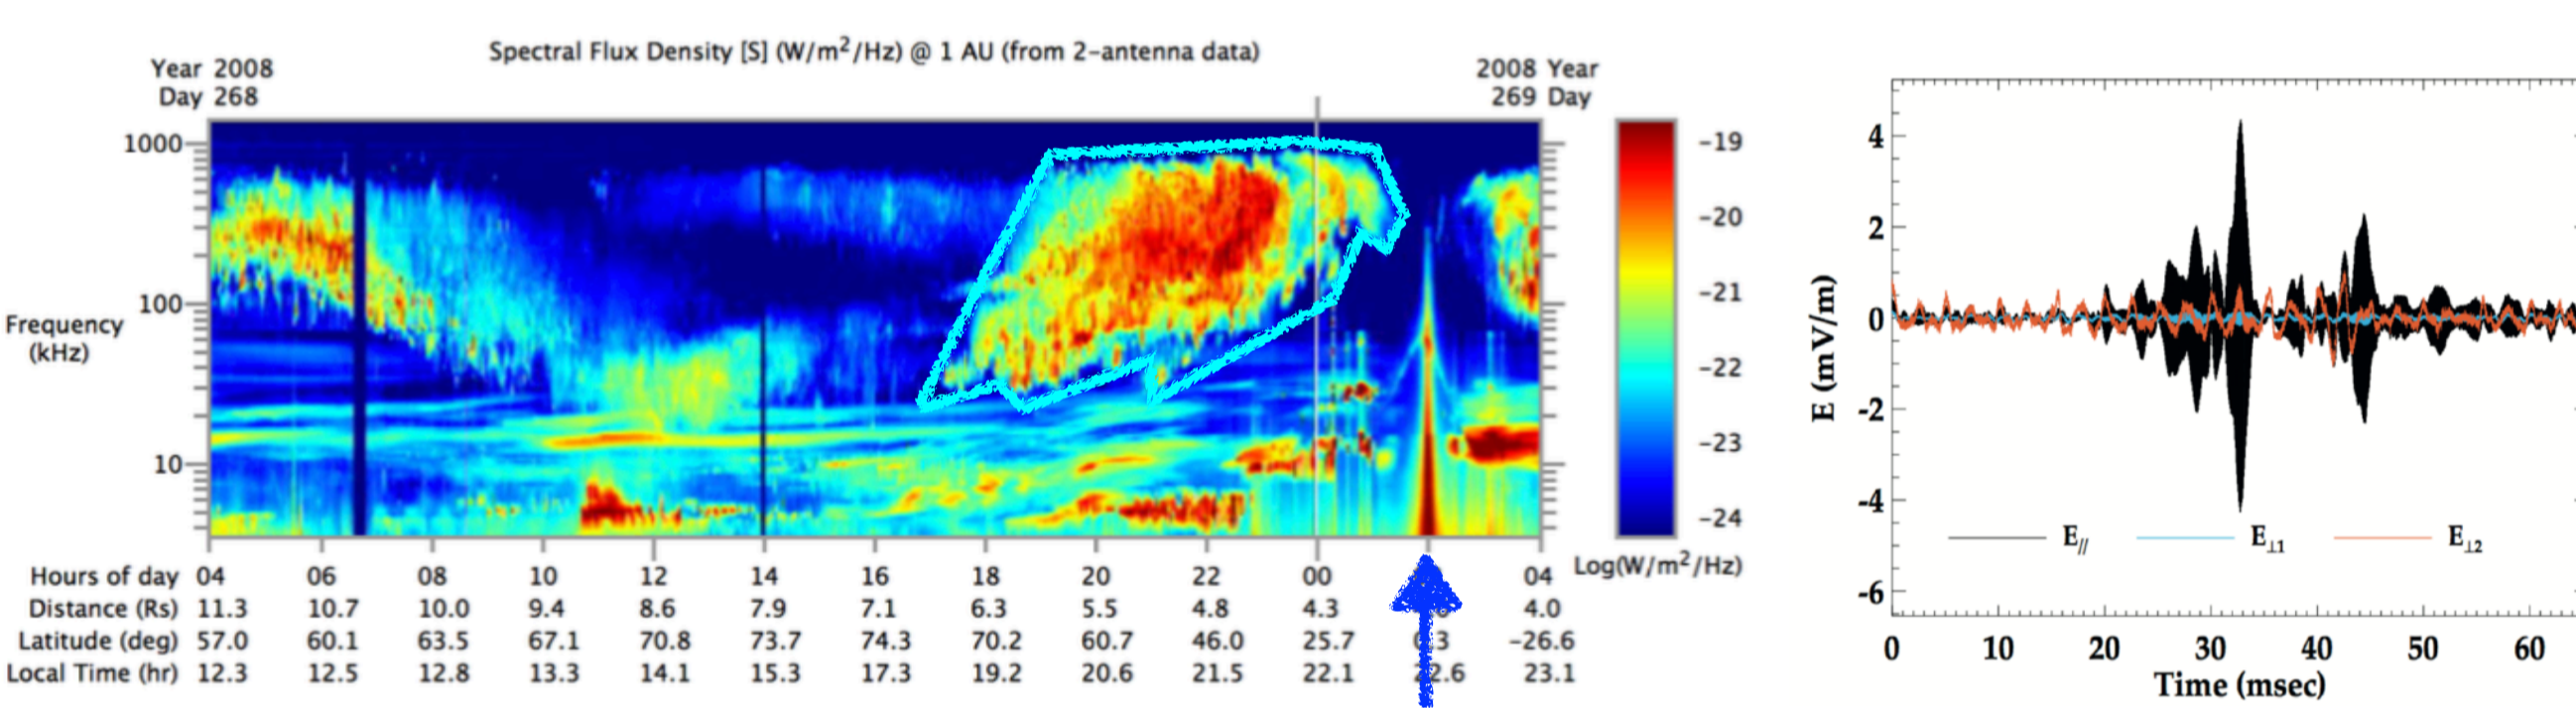 Spectral Flux Density [S] (W/m²/Hz) @ 1 AU (from 2-antenna data)
Year 2008
Day 268
2008 Year
269 Day
Frequency
(kHz)
1000
100
10
-19
-20
-21
-22
-23
-24
Log(W/m²/Hz)
Hours of day 04 06 08 10 12 14 16 18 20 22 00 04
Distance (Rs) 11.3 10.7 10.0 9.4 8.6 7.9 7.1 6.3 5.5 4.8 4.3 4.0
Latitude (deg) 57.0 60.1 63.5 67.1 70.8 73.7 74.3 70.2 60.7 46.0 25.7 -26.6
Local Time (hr) 12.3 12.5 12.8 13.3 14.1 15.3 17.3 19.2 20.6 21.5 22.1 22.6 23.1
E (mV/m)
4
2
0
-2
-4
-6
E// E⊥1 E⊥2
0 10 20 30 40 50 60
Time (msec)